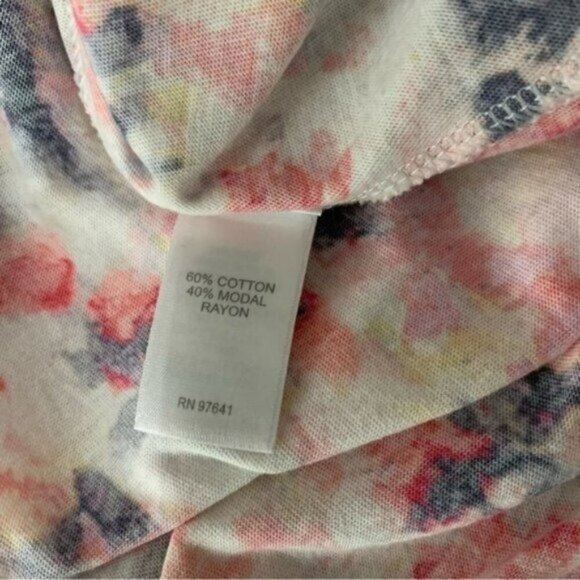 60% COTTON
40% MODAL
RAYON
RN 97641